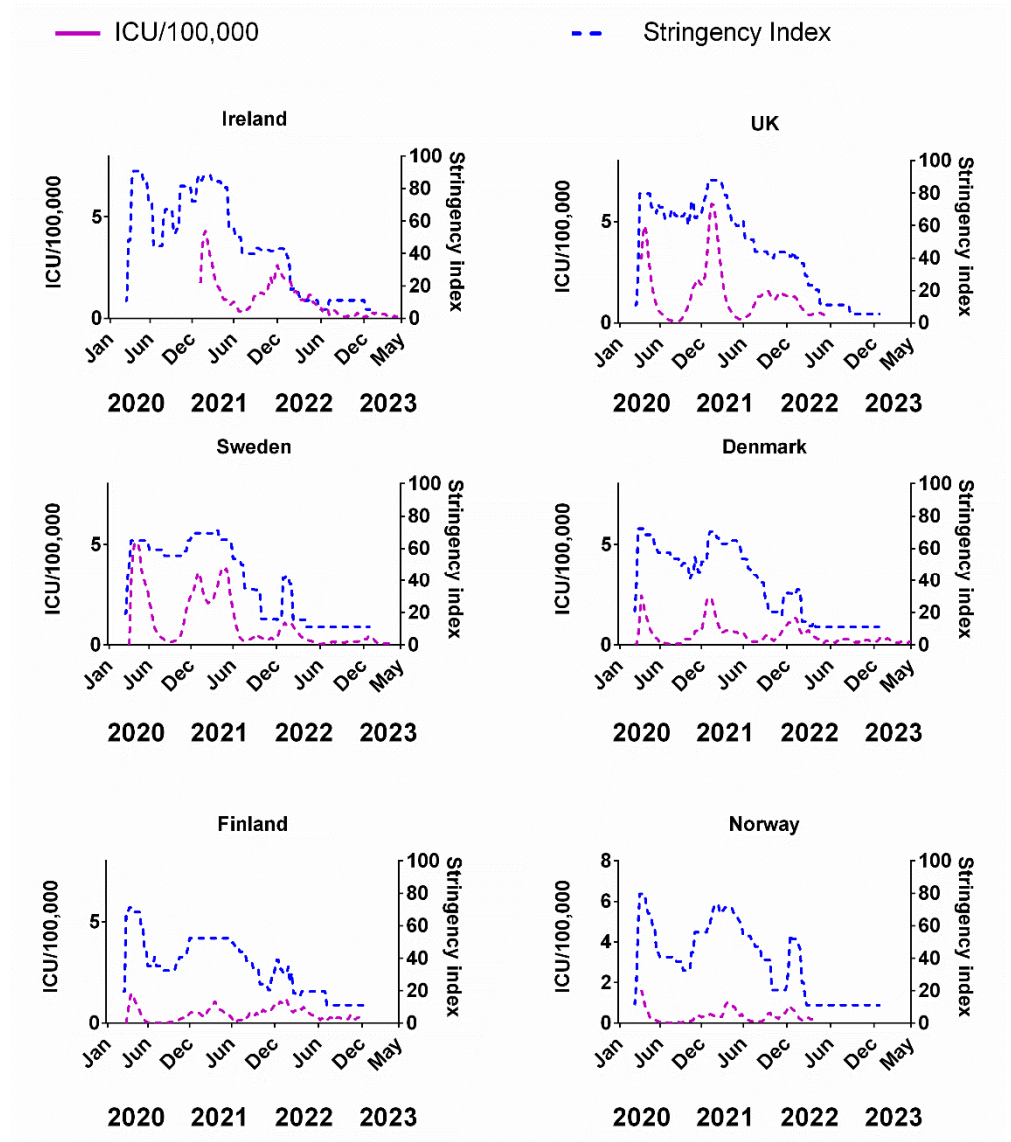 ICU/100,000 Stringency Index
Ireland
ICU/100,000
5
0
100
80
60
40
20
0
Stringency index
Jan Jun Dec Jun Dec Jun Dec May
2020 2021 2022 2023
UK
ICU/100,000
5
0
100
80
60
40
20
0
Stringency index
Jan Jun Dec Jun Dec Jun Dec May
2020 2021 2022 2023
Sweden
ICU/100,000
5
0
100
80
60
40
20
0
Stringency index
Jan Jun Dec Jun Dec Jun Dec May
2020 2021 2022 2023
Denmark
ICU/100,000
5
0
100
80
60
40
20
0
Stringency index
Jan Jun Dec Jun Dec Jun Dec May
2020 2021 2022 2023
Finland
ICU/100,000
5
0
100
80
60
40
20
0
Stringency index
Jan Jun Dec Jun Dec Jun Dec May
2020 2021 2022 2023
Norway
ICU/100,000
8
6
4
2
0
100
80
60
40
20
0
Stringency index
Jan Jun Dec Jun Dec Jun Dec May
2020 2021 2022 2023